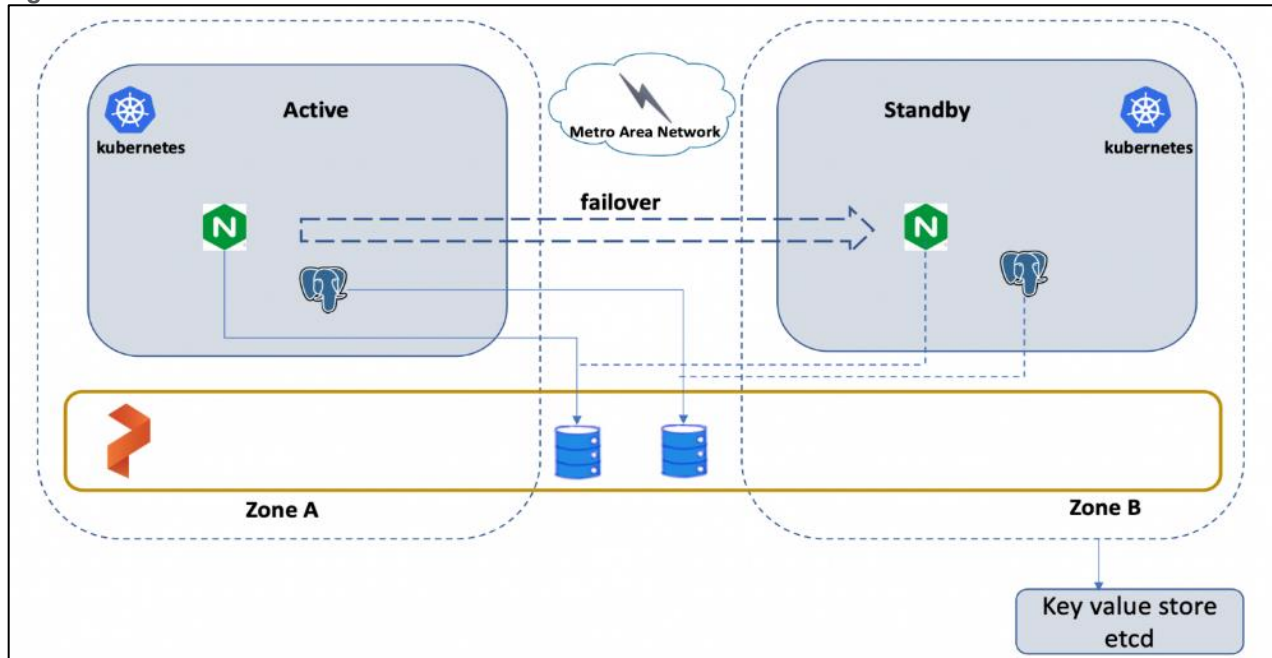 Active
Standby
kubernetes
kubernetes
Metro Area Network
failover
Zone A
Zone B
Key value store
etcd